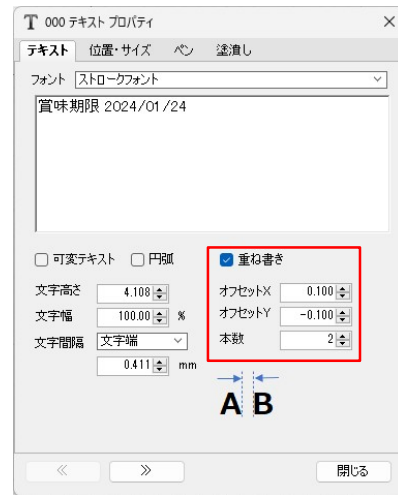 T 000 テキスト プロパティ ×
テキスト 位置・サイズ ペン 塗潰し
フォント ストロークフォント
賞味期限 2024/01/24
可変テキスト 円弧 重ね書き
文字高さ 4.108 オフセットX 0.100
文字幅 100.00 % オフセットY -0.100
文字間隔 文字端 本数 2
0.411 mm
A B
≪ ≫ 閉じる